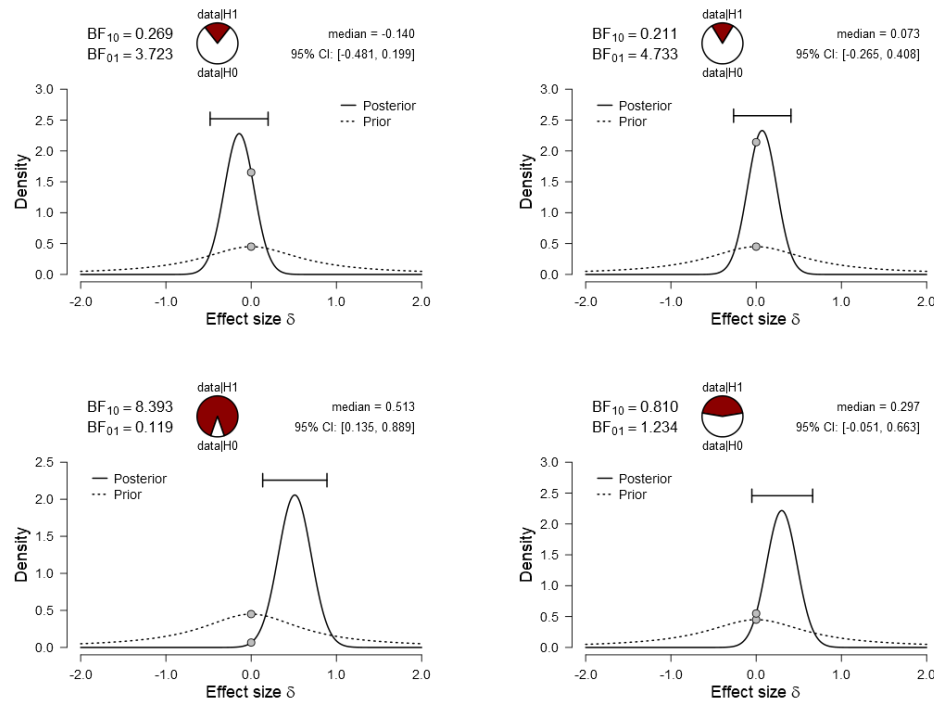 data|H1
BF₁₀ = 0.269
BF₀₁ = 3.723
median = -0.140
95% CI: [-0.481, 0.199]
data|H0
Density
3.0
2.5
2.0
1.5
1.0
0.5
0.0
Posterior
Prior
-2.0 -1.0 0.0 1.0 2.0
Effect size δ
data|H1
BF₁₀ = 0.211
BF₀₁ = 4.733
median = 0.073
95% CI: [-0.265, 0.408]
data|H0
Density
3.0
2.5
2.0
1.5
1.0
0.5
0.0
Posterior
Prior
-2.0 -1.0 0.0 1.0 2.0
Effect size δ
data|H1
BF₁₀ = 8.393
BF₀₁ = 0.119
median = 0.513
95% CI: [0.135, 0.889]
data|H0
Density
2.5
2.0
1.5
1.0
0.5
0.0
Posterior
Prior
-2.0 -1.0 0.0 1.0 2.0
Effect size δ
data|H1
BF₁₀ = 0.810
BF₀₁ = 1.234
median = 0.297
95% CI: [-0.051, 0.663]
data|H0
Density
3.0
2.5
2.0
1.5
1.0
0.5
0.0
Posterior
Prior
-2.0 -1.0 0.0 1.0 2.0
Effect size δ